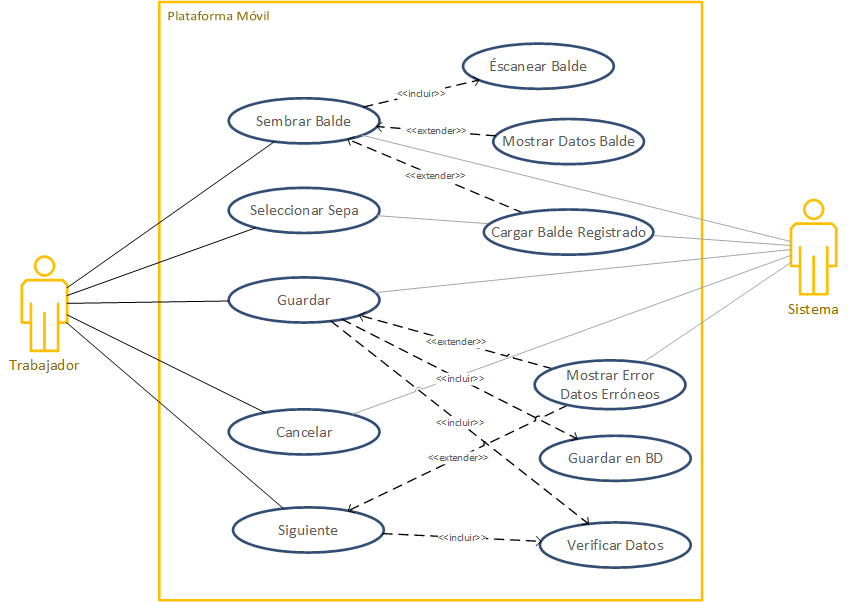 Plataforma Móvil
Éscanear Balde
<<incluir>>
Sembrar Balde
<<extender>>
Mostrar Datos Balde
<<extender>>
Seleccionar Sepa
Cargar Balde Registrado
Guardar
Sistema
<<extender>>
Trabajador
Mostrar Error
Datos Erróneos
<<incluir>>
<<incluir>>
Cancelar
<<extender>>
Guardar en BD
Siguiente
<<incluir>>
Verificar Datos